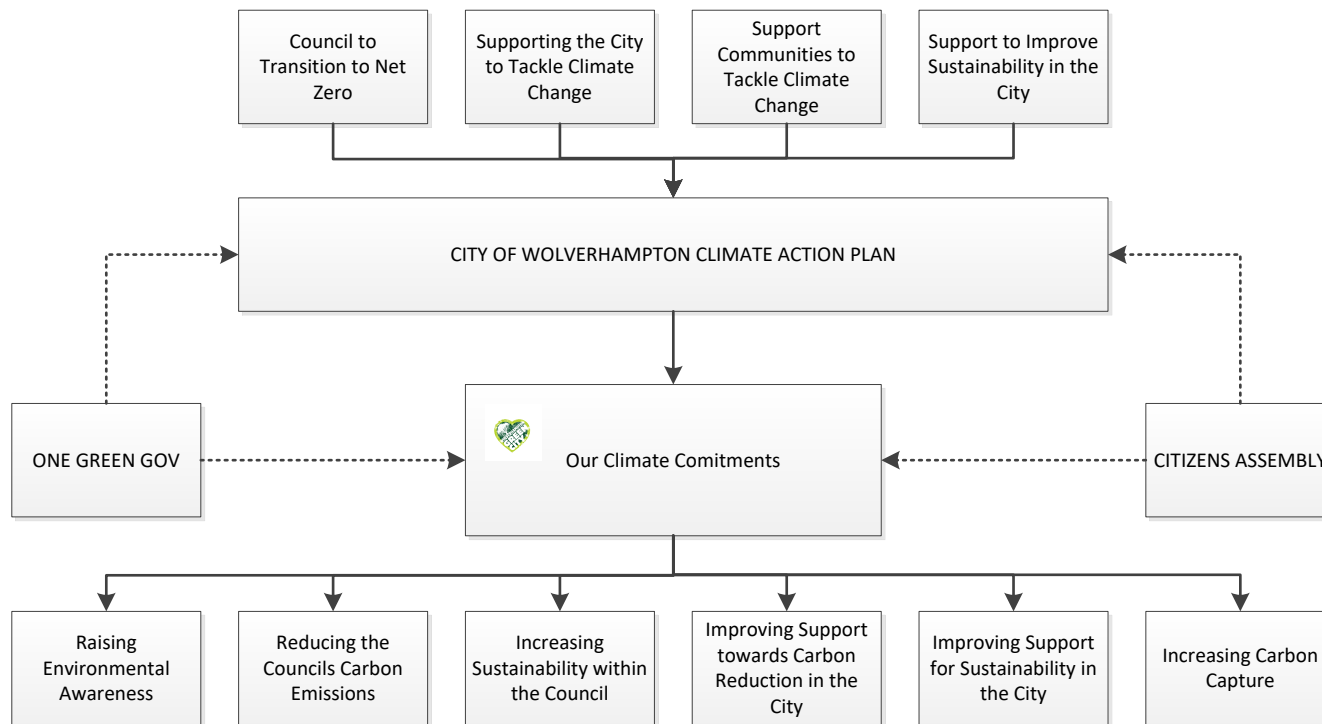 Council to
Transition to Net
Zero
Supporting the City
to Tackle Climate
Change
Support
Communities to
Tackle Climate
Change
Support to Improve
Sustainability in the
City
CITY OF WOLVERHAMPTON CLIMATE ACTION PLAN
ONE GREEN GOV
GREEN
CITY
Our Climate Comitments
CITIZENS ASSEMBLY
Raising
Environmental
Awareness
Reducing the
Councils Carbon
Emissions
Increasing
Sustainability within
the Council
Improving Support
towards Carbon
Reduction in the
City
Improving Support
for Sustainability in
the City
Increasing Carbon
Capture